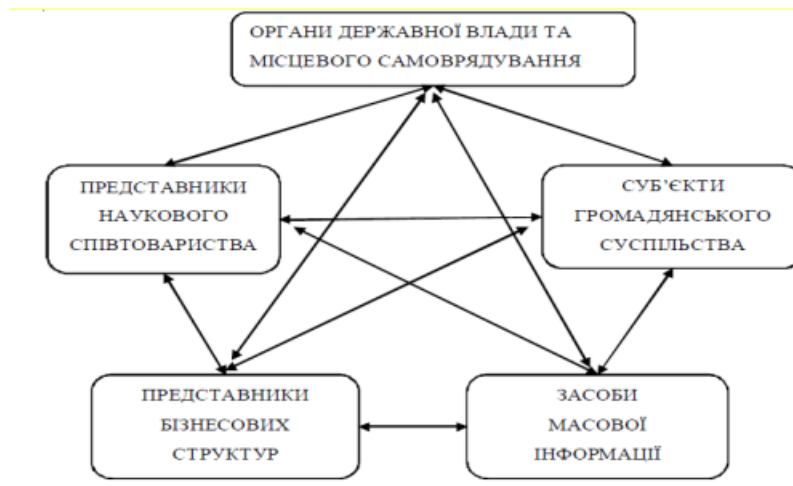 ОРГАНИ ДЕРЖАВНОЇ ВЛАДИ ТА
МІСЦЕВОГО САМОВРЯДУВАННЯ
ПРЕДСТАВНИКИ
НАУКОВОГО
СПІВТОВАРИСТВА
СУБ’ЄКТИ
ГРОМАДЯНСЬКОГО
СУСПІЛЬСТВА
ПРЕДСТАВНИКИ
БІЗНЕСОВИХ
СТРУКТУР
ЗАСОБИ
МАСОВОЇ
ІНФОРМАЦІЇ